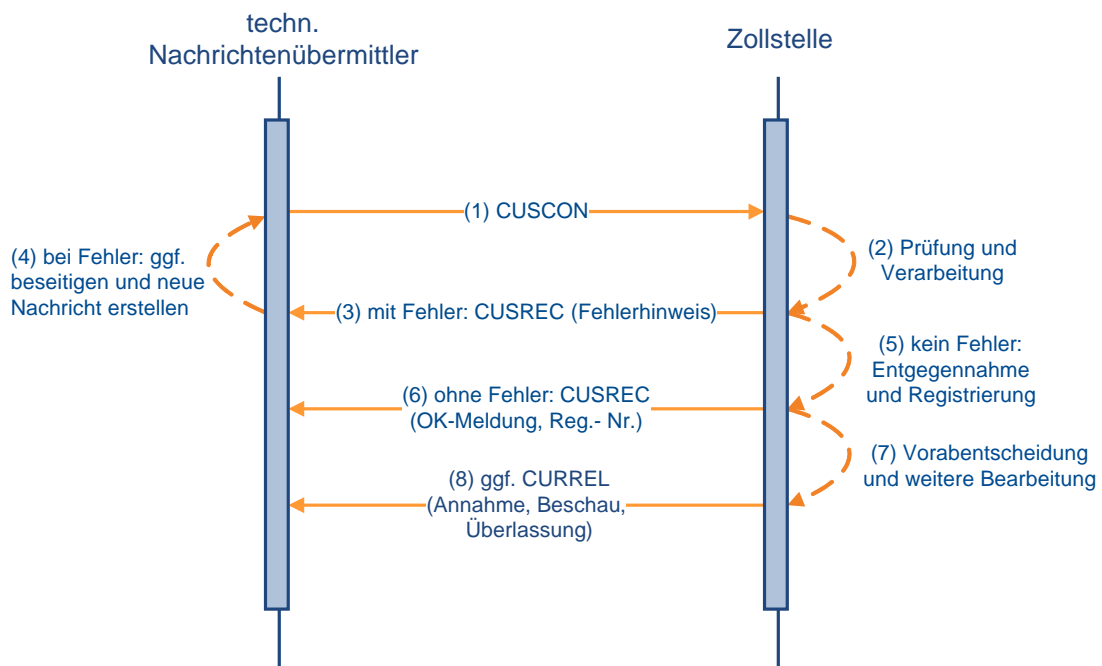 techn.
Nachrichtenübermittler
Zollstelle
(1) CUSCON
(2) Prüfung und
Verarbeitung
(4) bei Fehler: ggf.
beseitigen und neue
Nachricht erstellen
(3) mit Fehler: CUSREC (Fehlerhinweis)
(5) kein Fehler:
Entgegennahme
und Registrierung
(6) ohne Fehler: CUSREC
(OK-Meldung, Reg.- Nr.)
(7) Vorabentscheidung
und weitere Bearbeitung
(8) ggf. CURREL
(Annahme, Beschau,
Überlassung)